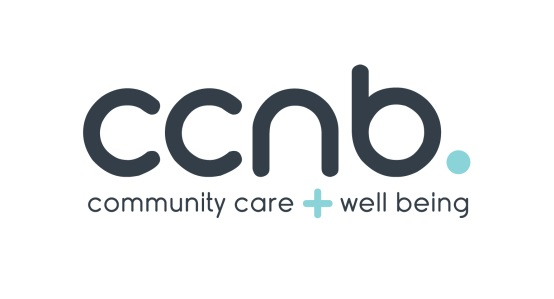 ccnb.
community care + well being